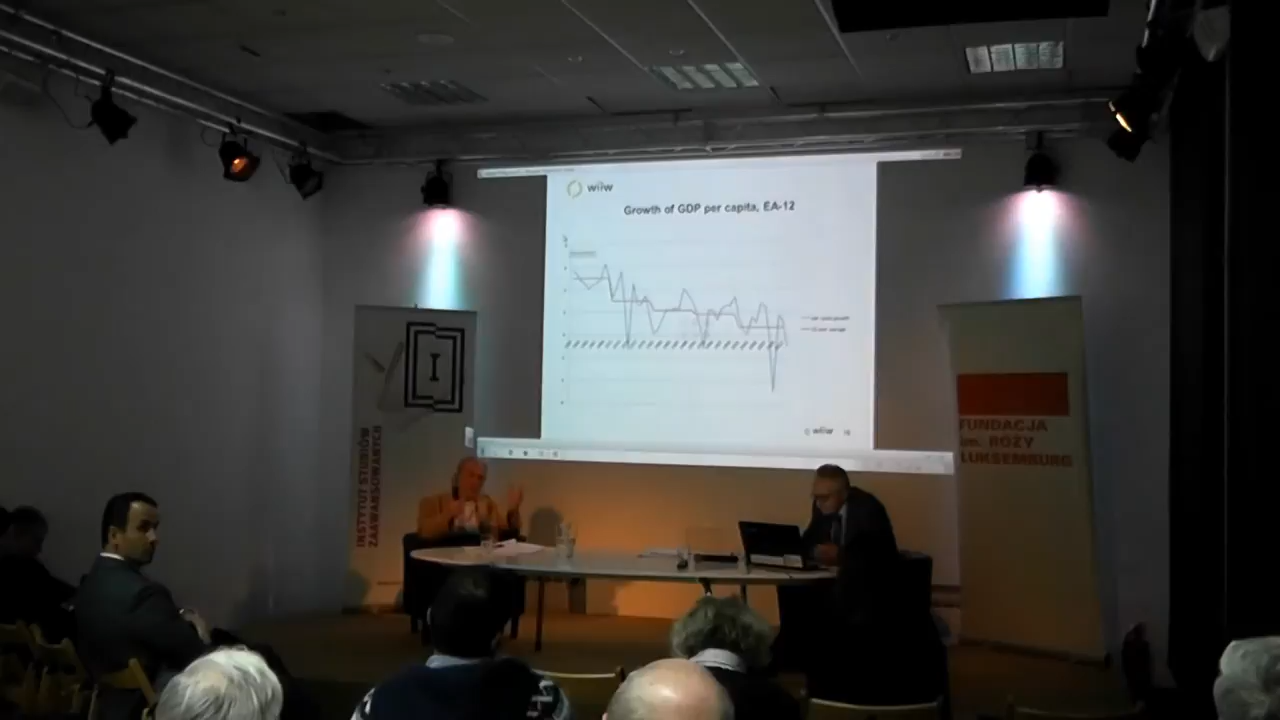 wiiw
Growth of GDP per capita, EA-12
wiiw
I
INSTYTUT STUDIÓW
ZAAWANSOWANYCH
FUNDACJA
im. RÓŻY
LUKSEMBURG